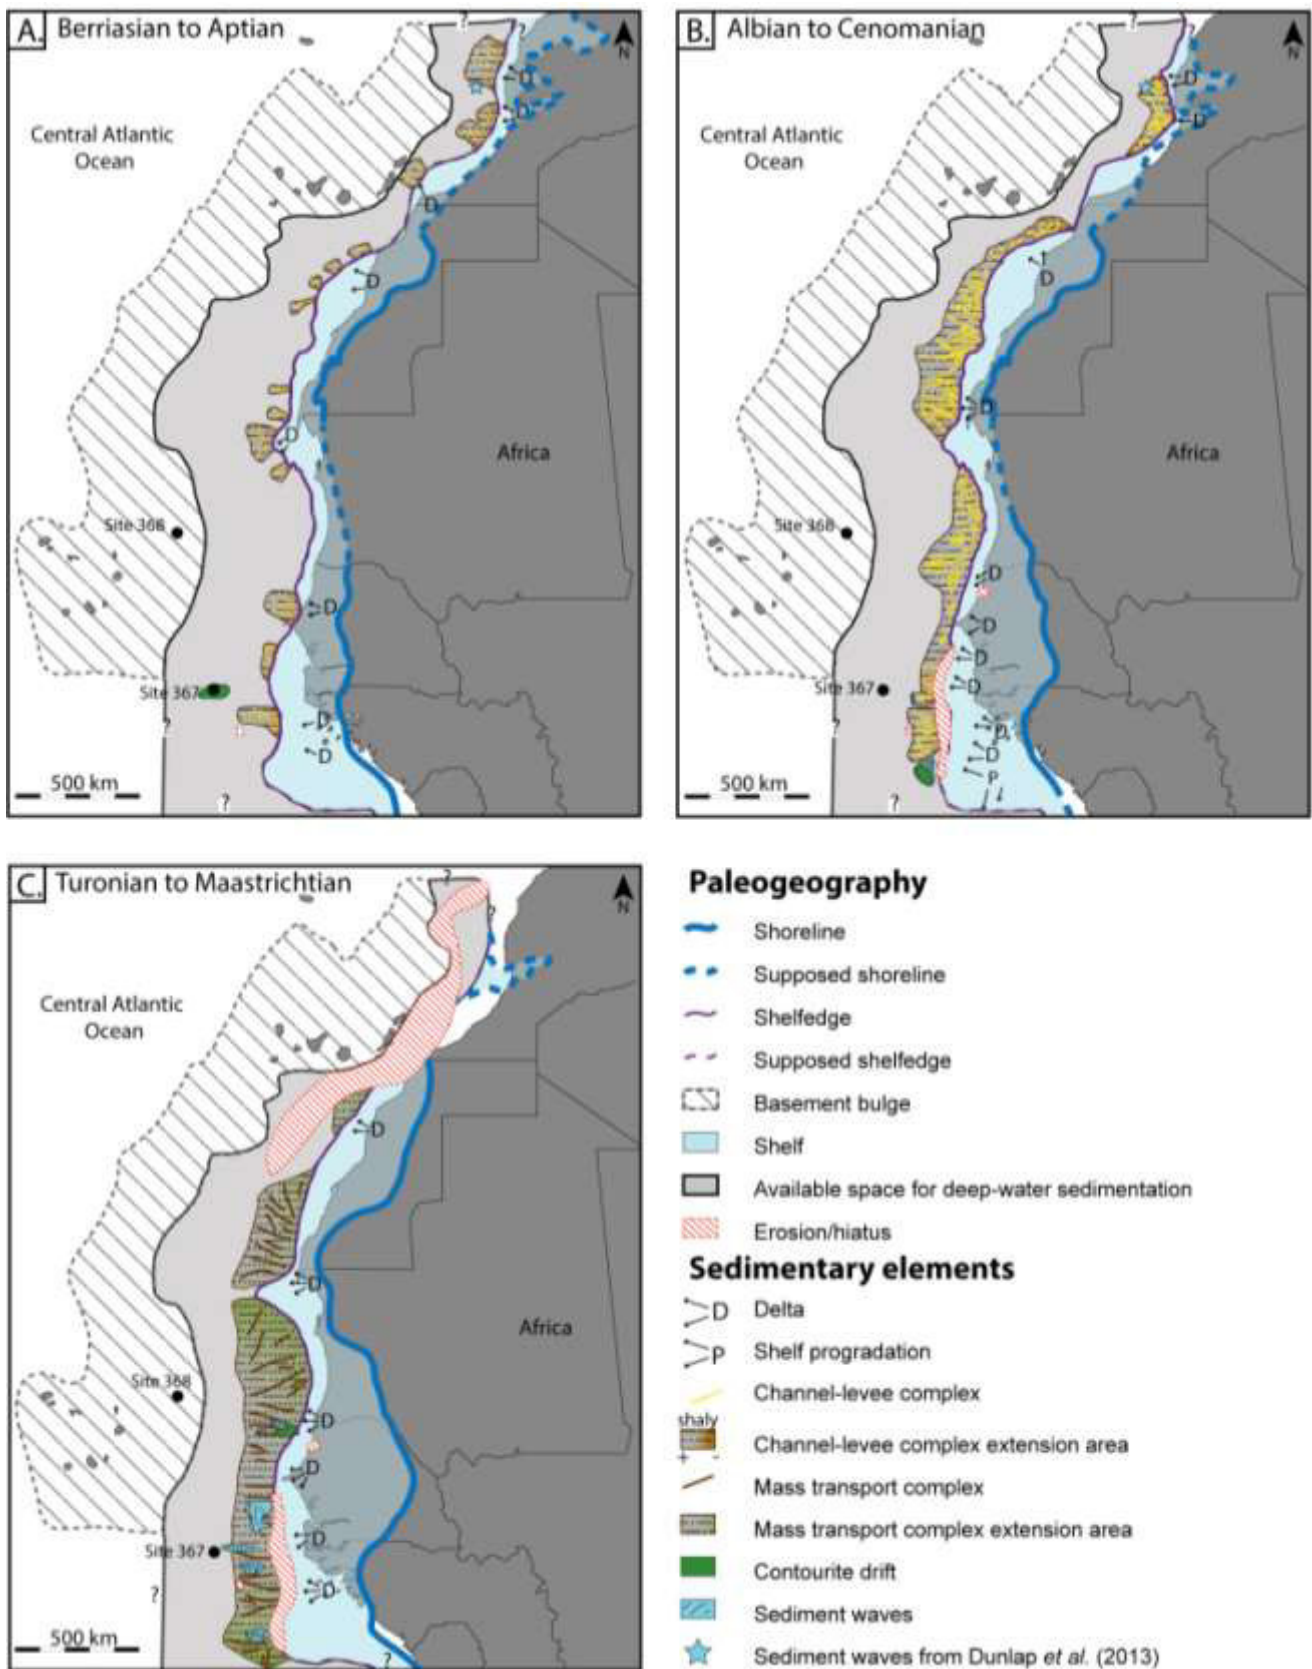 A. Berriasian to Aptian
?
?
N
D
D
Central Atlantic
Ocean
D
D
D
Africa
Site 368
D
Site 367
?
D
D
500 km
?
B. Albian to Cenomanian
?
?
N
D
D
Central Atlantic
Ocean
D
D
Africa
Site 368
D
D
D
Site 367
D
?
D
D
P
500 km
?
C. Turonian to Maastrichtian
?
?
N
Central Atlantic
Ocean
D
D
Africa
Site 368
D
D
D
Site 367
D
?
500 km
?
Paleogeography
Shoreline
Supposed shoreline
Shelfedge
Supposed shelfedge
Basement bulge
Shelf
Available space for deep-water sedimentation
Erosion/hiatus
Sedimentary elements
D Delta
P Shelf progradation
Channel-levee complex
shaly
Channel-levee complex extension area
+ -
Mass transport complex
Mass transport complex extension area
Contourite drift
Sediment waves
Sediment waves from Dunlap et al. (2013)